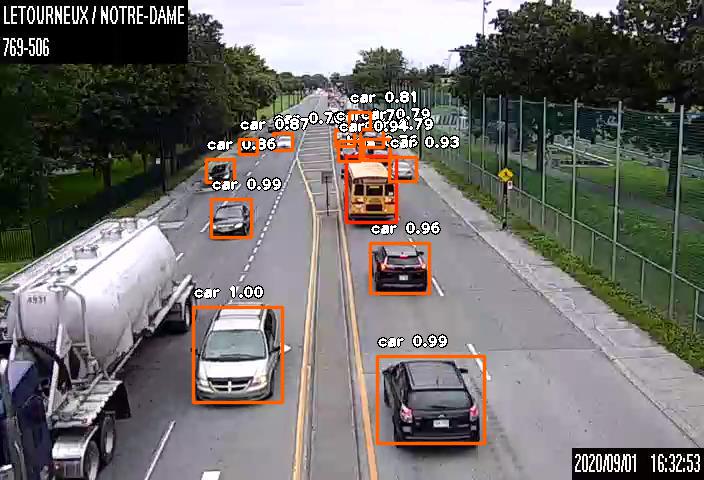 LETOURNEUX / NOTRE-DAME
769-506
car 0.81
car 0.87
car 0.86
car 0.93
car 0.99
car 0.96
car 1.00
car 0.99
4931
2020/09/01 16:32:53